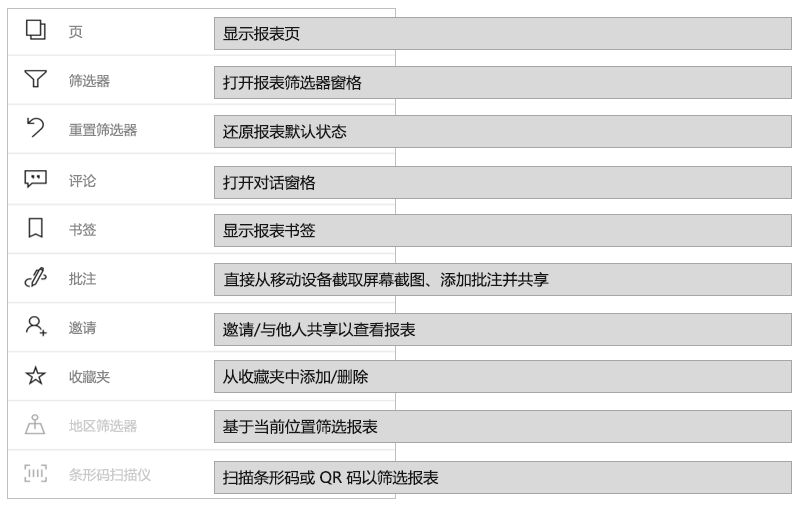 页
显示报表页
筛选器
打开报表筛选器窗格
重置筛选器
还原报表默认状态
评论
打开对话窗格
书签
显示报表书签
批注
直接从移动设备截取屏幕截图、添加批注并共享
邀请
邀请/与他人共享以查看报表
收藏夹
从收藏夹中添加/删除
地区筛选器
基于当前位置筛选报表
条形码扫描仪
扫描条形码或 QR 码以筛选报表